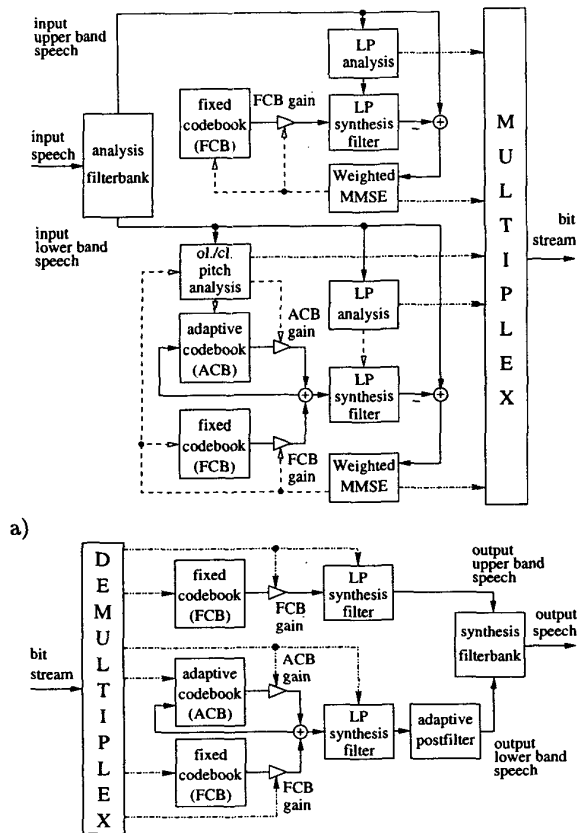 input
upper band
speech
LP
analysis
fixed
codebook
(FCB)
FCB gain
LP
synthesis
filter
input
speech
analysis
filterbank
Weighted
MMSE
input
lower band
speech
ol./cl.
pitch
analysis
LP
analysis
ACB
gain
adaptive
codebook
(ACB)
LP
synthesis
filter
fixed
codebook
(FCB)
FCB
gain
Weighted
MMSE
MULTIPLEX
bit
stream
a)
bit
stream
DEMULTIPLEX
fixed
codebook
(FCB)
FCB
gain
LP
synthesis
filter
output
upper band
speech
synthesis
filterbank
output
speech
adaptive
codebook
(ACB)
ACB
gain
LP
synthesis
filter
adaptive
postfilter
output
lower band
speech
fixed
codebook
(FCB)
FCB
gain